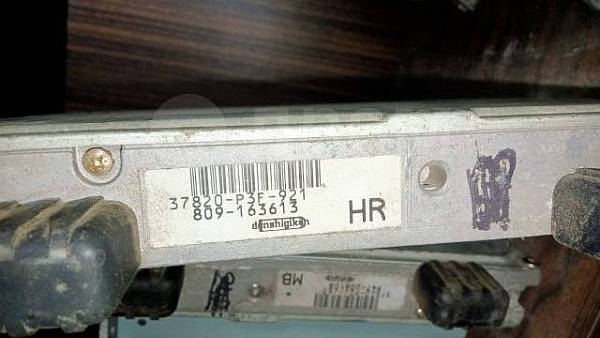 37820-P3F-921
809-163613
denshigiken
HR
MB